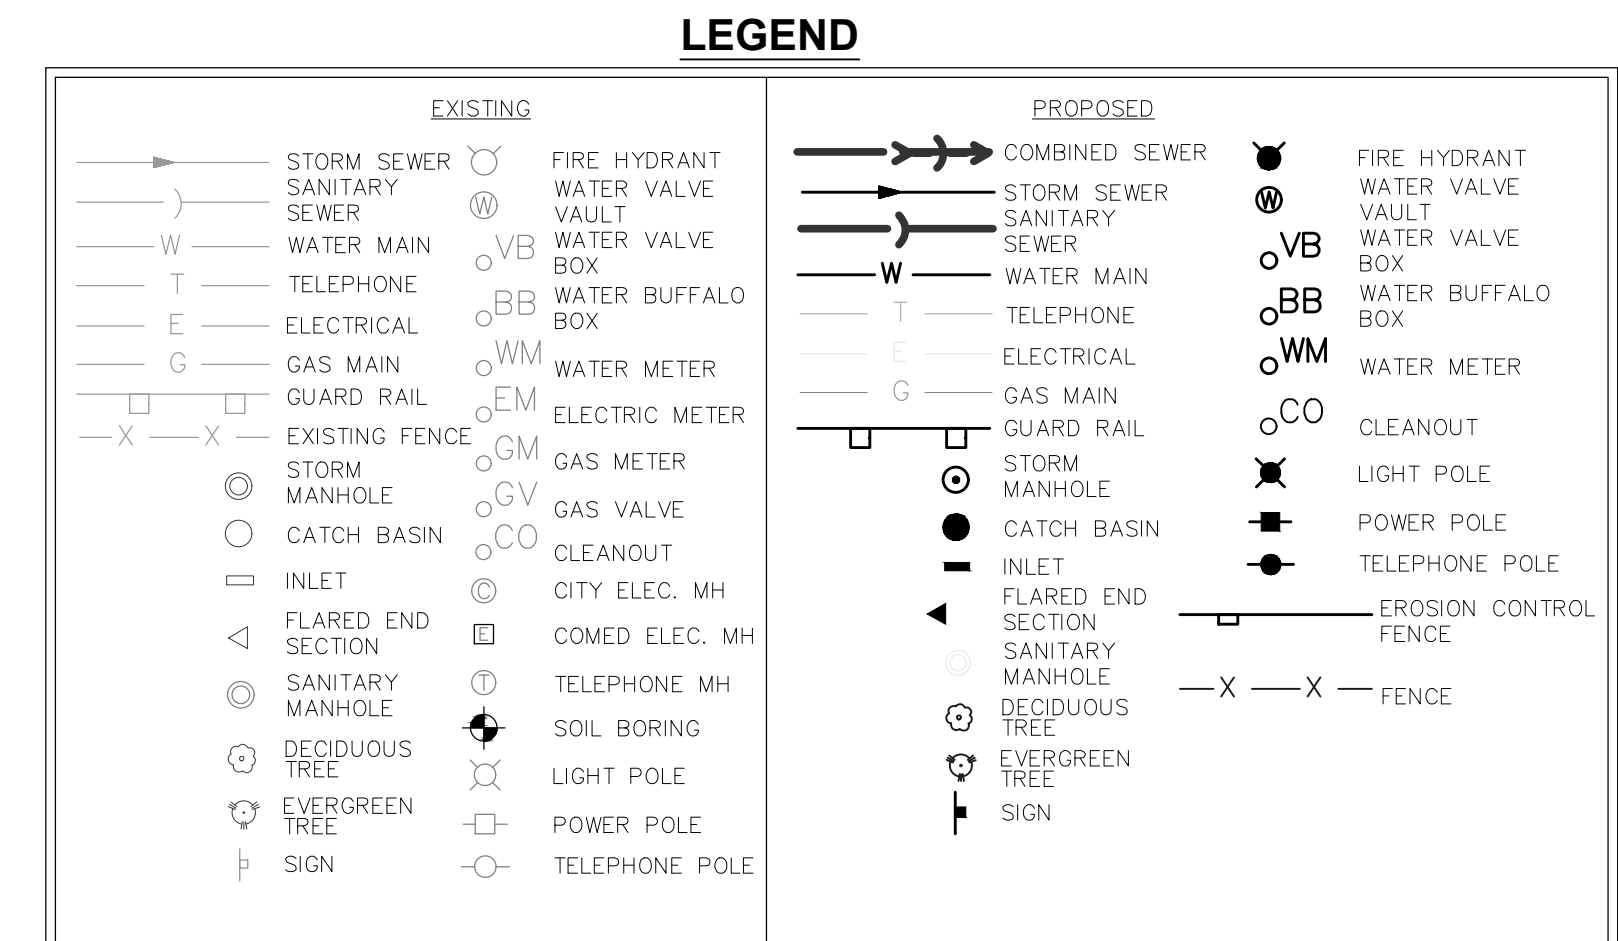 LEGEND
EXISTING
STORM SEWER
SANITARY
SEWER
W WATER MAIN
T TELEPHONE
E ELECTRICAL
G GAS MAIN
GUARD RAIL
X X EXISTING FENCE
STORM
MANHOLE
CATCH BASIN
INLET
FLARED END
SECTION
SANITARY
MANHOLE
DECIDUOUS
TREE
EVERGREEN
TREE
SIGN
FIRE HYDRANT
W WATER VALVE
VAULT
VB WATER VALVE
BOX
BB WATER BUFFALO
BOX
WM WATER METER
EM ELECTRIC METER
GM GAS METER
GV GAS VALVE
CO CLEANOUT
C CITY ELEC. MH
E COMED ELEC. MH
T TELEPHONE MH
SOIL BORING
LIGHT POLE
POWER POLE
TELEPHONE POLE
PROPOSED
COMBINED SEWER
STORM SEWER
SANITARY
SEWER
W WATER MAIN
T TELEPHONE
E ELECTRICAL
G GAS MAIN
GUARD RAIL
STORM
MANHOLE
CATCH BASIN
INLET
FLARED END
SECTION
SANITARY
MANHOLE
DECIDUOUS
TREE
EVERGREEN
TREE
SIGN
FIRE HYDRANT
W WATER VALVE
VAULT
VB WATER VALVE
BOX
BB WATER BUFFALO
BOX
WM WATER METER
CO CLEANOUT
LIGHT POLE
POWER POLE
TELEPHONE POLE
EROSION CONTROL
FENCE
X X FENCE